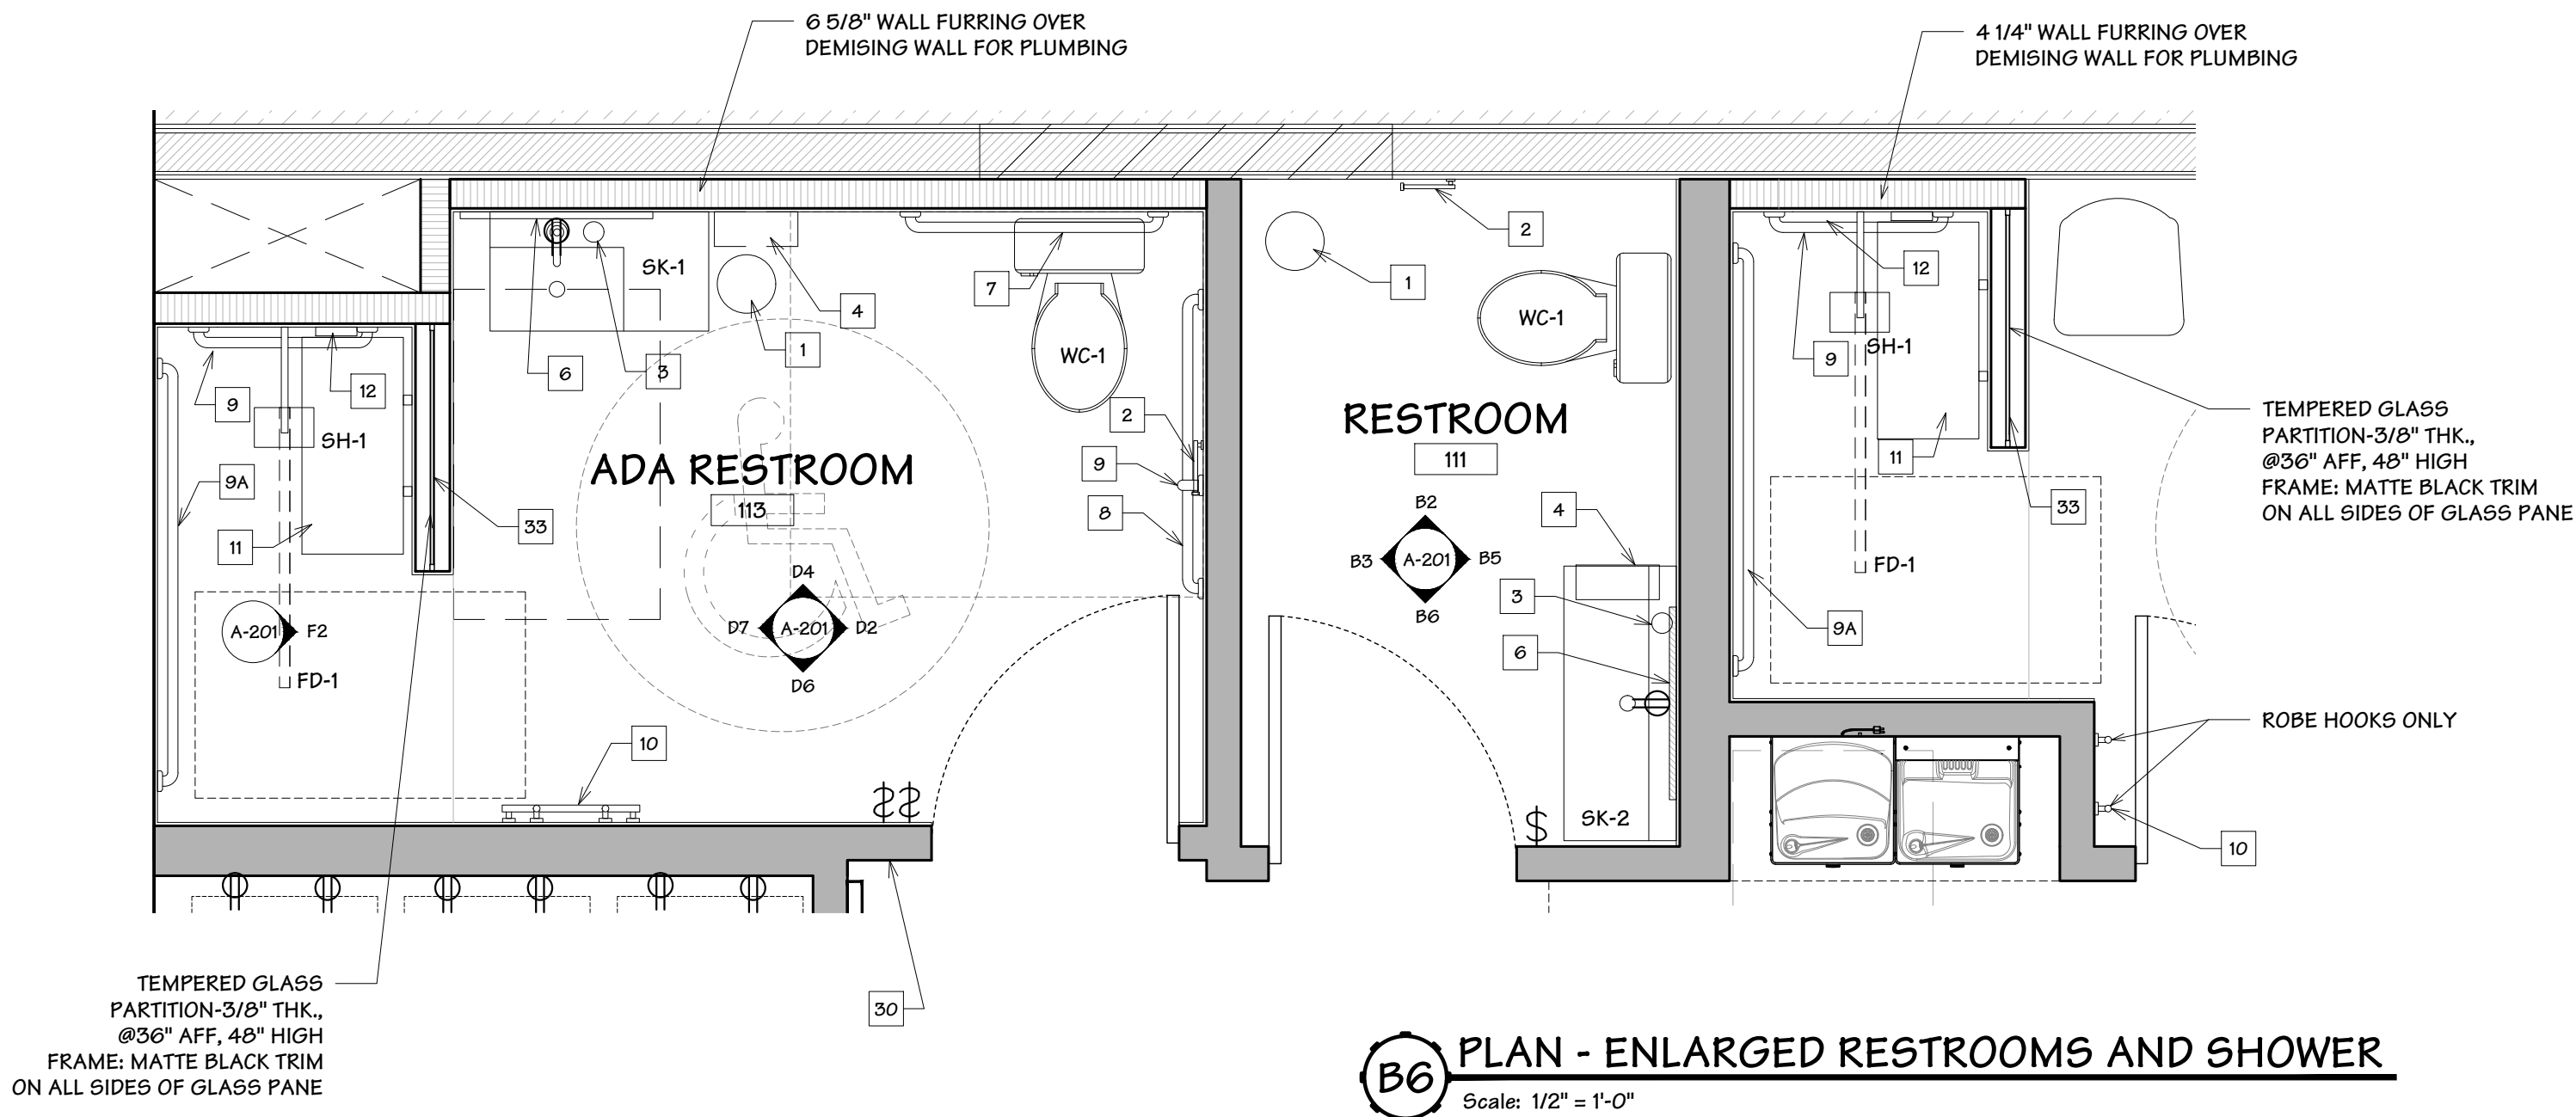 6 5/8" WALL FURRING OVER
DEMISING WALL FOR PLUMBING
4 1/4" WALL FURRING OVER
DEMISING WALL FOR PLUMBING
SK-1
4
1
6
3
7
WC-1
2
9
8
ADA RESTROOM
113
9
12
SH-1
9A
11
33
A-201
F2
FD-1
D4
D7
A-201
D2
D6
10
30
TEMPERED GLASS
PARTITION-3/8" THK.,
@36" AFF, 48" HIGH
FRAME: MATTE BLACK TRIM
ON ALL SIDES OF GLASS PANE
2
1
WC-1
RESTROOM
111
B2
B3
A-201
B5
B6
4
3
6
$
SK-2
12
9
SH-1
11
33
FD-1
9A
TEMPERED GLASS
PARTITION-3/8" THK.,
@36" AFF, 48" HIGH
FRAME: MATTE BLACK TRIM
ON ALL SIDES OF GLASS PANE
ROBE HOOKS ONLY
10
$$
B6
PLAN - ENLARGED RESTROOMS AND SHOWER
Scale: 1/2" = 1'-0"